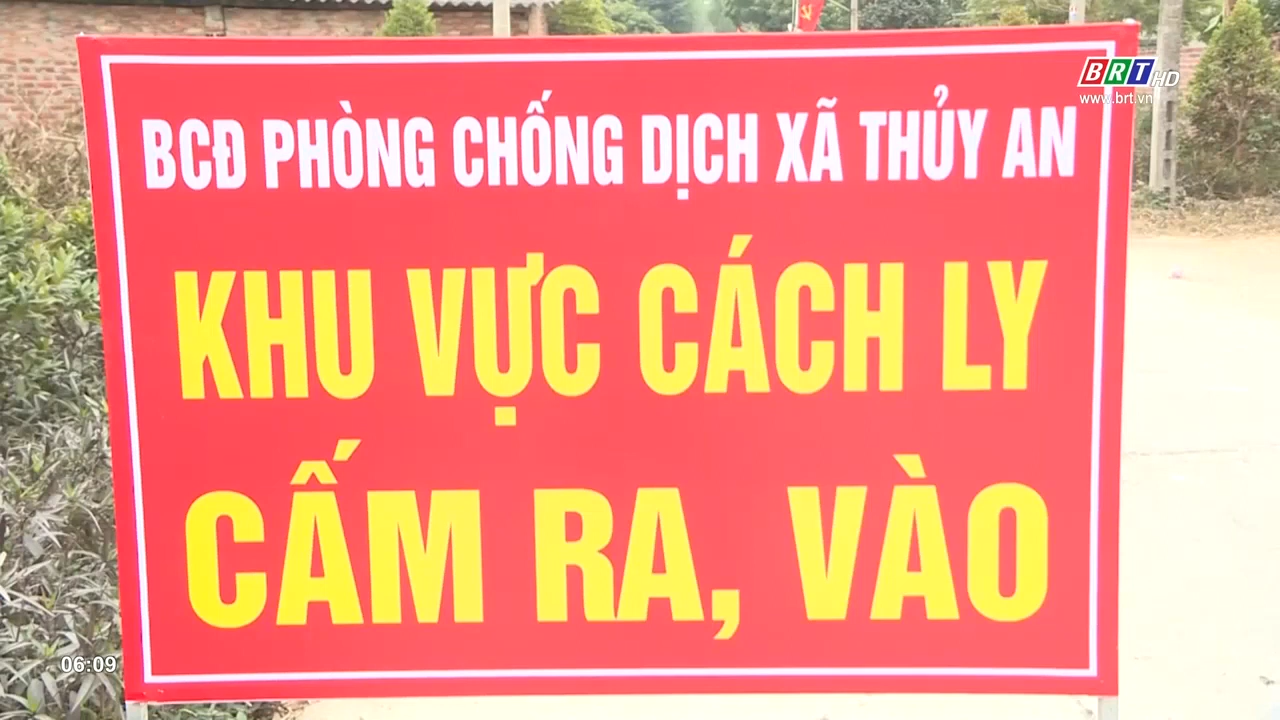 BRT HD
www.brt.vn
BCĐ PHÒNG CHỐNG DỊCH XÃ THỦY AN
KHU VỰC CÁCH LY
CẤM RA, VÀO
06:09